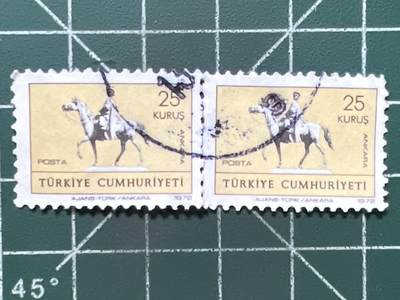 25
KURUŞ
POSTA
ANKARA
TÜRKİYE CUMHURİYETİ
AJANS-TÜRK/ANKARA 1972
25
KURUŞ
POSTA
ANKARA
TÜRKİYE CUMHURİYETİ
AJANS-TÜRK/ANKARA 1972
45°